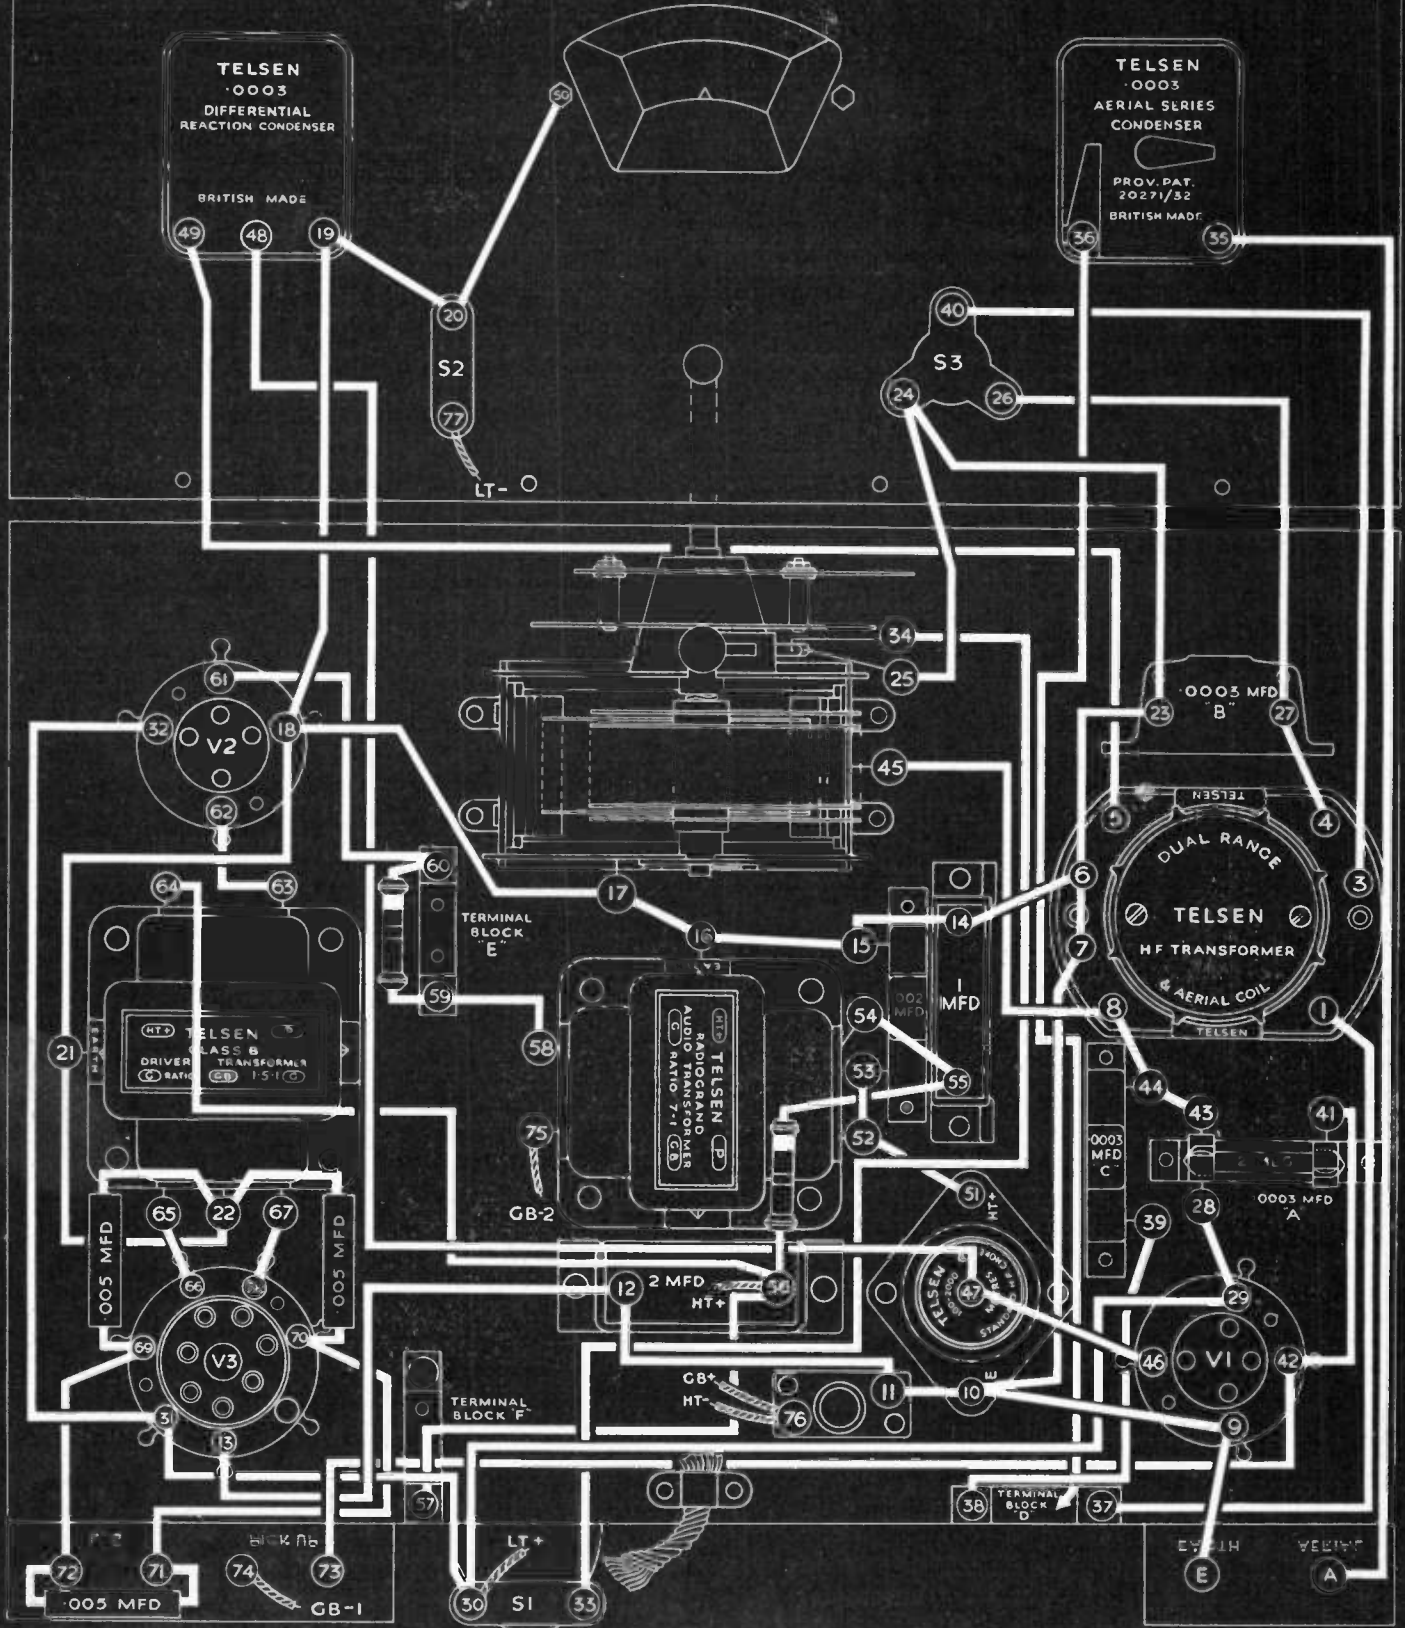 TELSEN
·0003
DIFFERENTIAL
REACTION CONDENSER
BRITISH MADE
49
48
19
50
TELSEN
·0003
AERIAL SERIES
CONDENSER
PROV. PAT.
20271/32
BRITISH MADE
36
35
20
S2
77
LT-
40
S3
24
26
34
25
61
32
V2
18
62
45
23
·0003 MFD
"B"
27
TELSEN
5
4
DUAL RANGE
6
3
TELSEN
7
HF TRANSFORMER
& AERIAL COIL
8
1
TELSEN
64
63
60
TERMINAL
BLOCK
"E"
59
17
16
15
14
1
MFD
·002
MFD
54
53
55
52
21
EARTH
HT+
TELSEN
CLASS B
DRIVER TRANSFORMER
G RATIO GB 1·5-1 G
58
75
GB-2
HT+ TELSEN P
RADIOGRAND
AUDIO TRANSFORMER
G RATIO 7-1 GB
44
43
41
·0003
MFD
"C"
·0003 MFD
"A"
28
39
51
HT+
65
22
67
·005 MFD
·005 MFD
66
69
70
V3
31
13
12
2 MFD
HT+
56
TELSEN
47
E
10
29
46
V1
42
9
GB+
HT-
76
11
TERMINAL
BLOCK "F"
57
38
TERMINAL
BLOCK
"D"
37
PICK UP
72
71
74
73
·005 MFD
GB-1
LT+
30
S1
33
EARTH
AERIAL
E
A